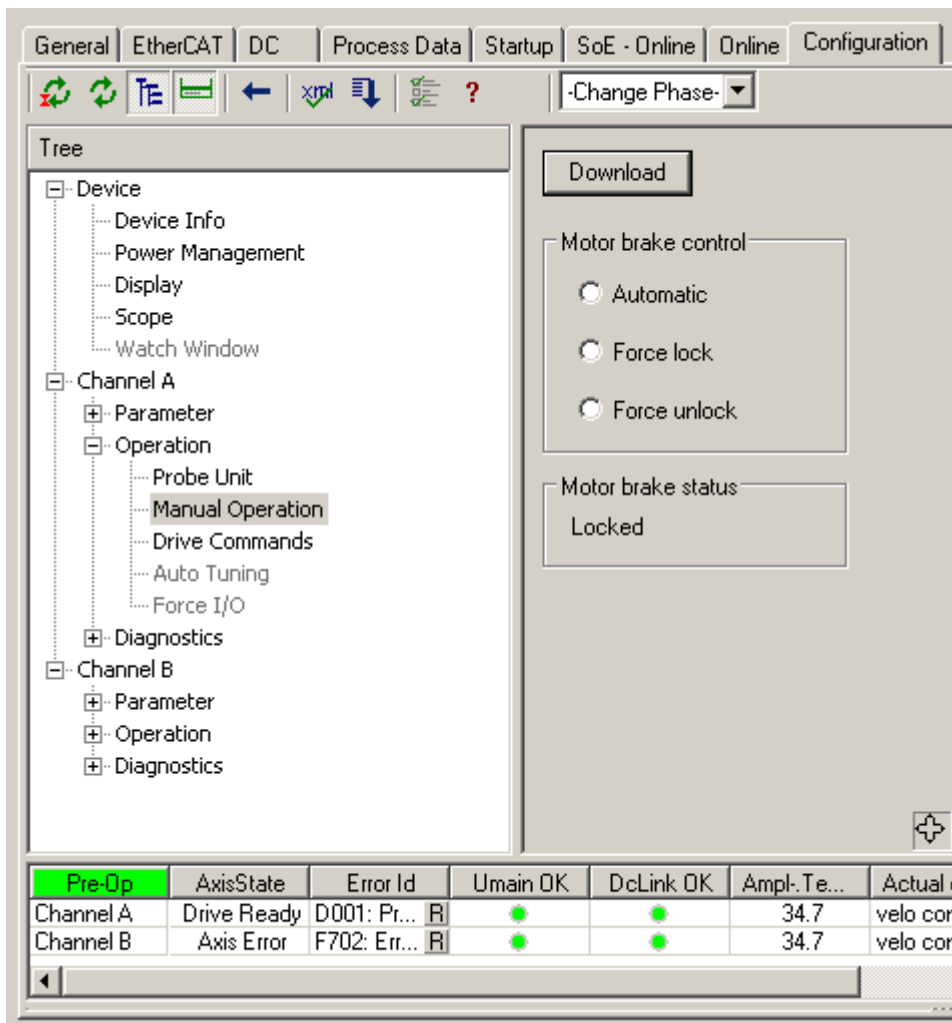 General EtherCAT DC Process Data Startup SoE - Online Online Configuration
TE xml ? -Change Phase-
Tree
Device
Device Info
Power Management
Display
Scope
Watch Window
Channel A
Parameter
Operation
Probe Unit
Manual Operation
Drive Commands
Auto Tuning
Force I/O
Diagnostics
Channel B
Parameter
Operation
Diagnostics
Download
Motor brake control
Automatic
Force lock
Force unlock
Motor brake status
Locked
Pre-Op AxisState Error Id Umain OK DcLink OK Ampl-.Te... Actual
Channel A Drive Ready D001: Pr... R 34.7 velo cor
Channel B Axis Error F702: Err... R 34.7 velo cor